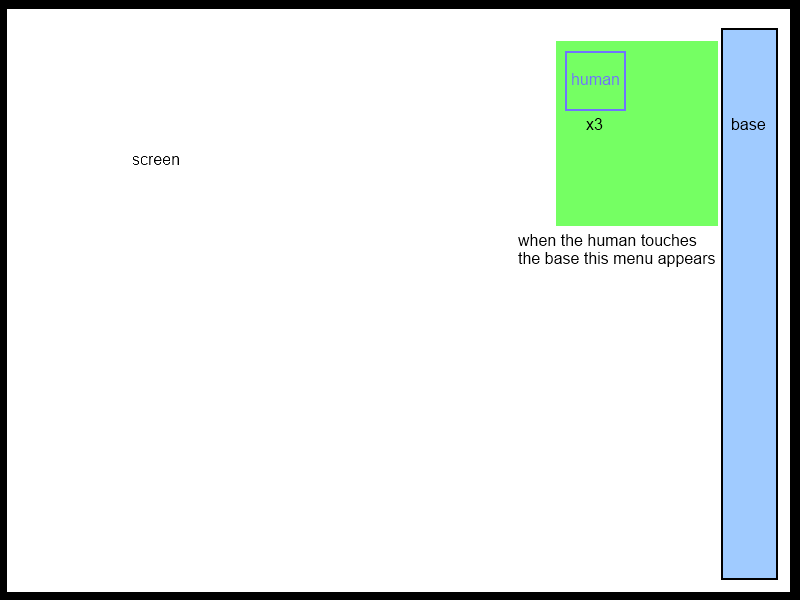 human
x3
base
screen
when the human touches
the base this menu appears